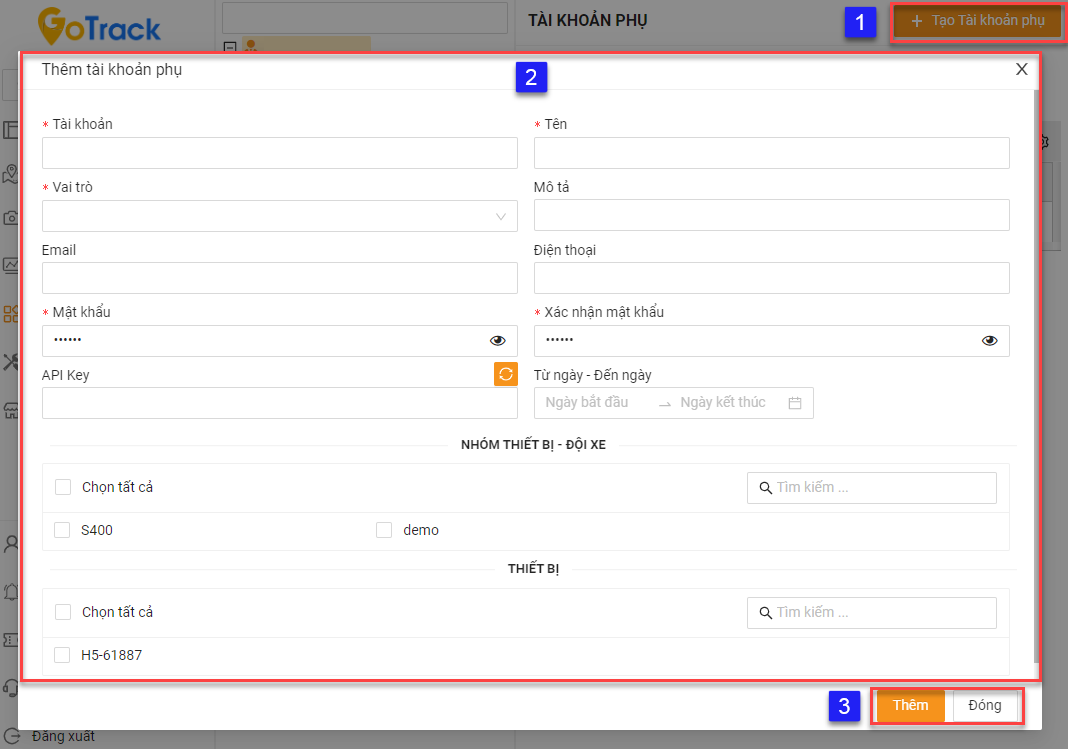 GoTrack
TÀI KHOẢN PHỤ
1
+ Tạo Tài khoản phụ
Thêm tài khoản phụ
2
X
* Tài khoản
* Tên
* Vai trò
Mô tả
Email
Điện thoại
* Mật khẩu
* Xác nhận mật khẩu
••••••
••••••
API Key
Từ ngày - Đến ngày
Ngày bắt đầu → Ngày kết thúc
NHÓM THIẾT BỊ - ĐỘI XE
Chọn tất cả
Tìm kiếm ...
S400
demo
THIẾT BỊ
Chọn tất cả
Tìm kiếm ...
H5-61887
3
Thêm
Đóng
Đăng xuất